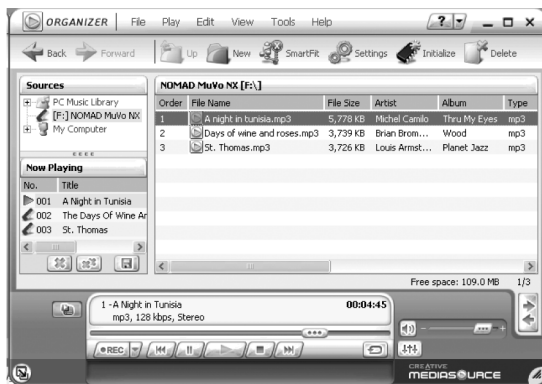 ORGANIZER File Play Edit View Tools Help ?
Back Forward Up New SmartFit Settings Initialize Delete
Sources
PC Music Library
[F:] NOMAD MuVo NX
My Computer
Now Playing
No. Title
001 A Night in Tunisia
002 The Days Of Wine Ar
003 St. Thomas
NOMAD MuVo NX [F:\]
Order File Name File Size Artist Album Type
1 A night in tunisia.mp3 5,778 KB Michel Camilo Thru My Eyes mp3
2 Days of wine and roses.mp3 3,739 KB Brian Brom... Wood mp3
3 St. Thomas.mp3 3,726 KB Louis Armst... Planet Jazz mp3
Free space: 109.0 MB 1/3
1 - A Night in Tunisia 00:04:45
mp3, 128 kbps, Stereo
REC
CREATIVE
MEDIASOURCE